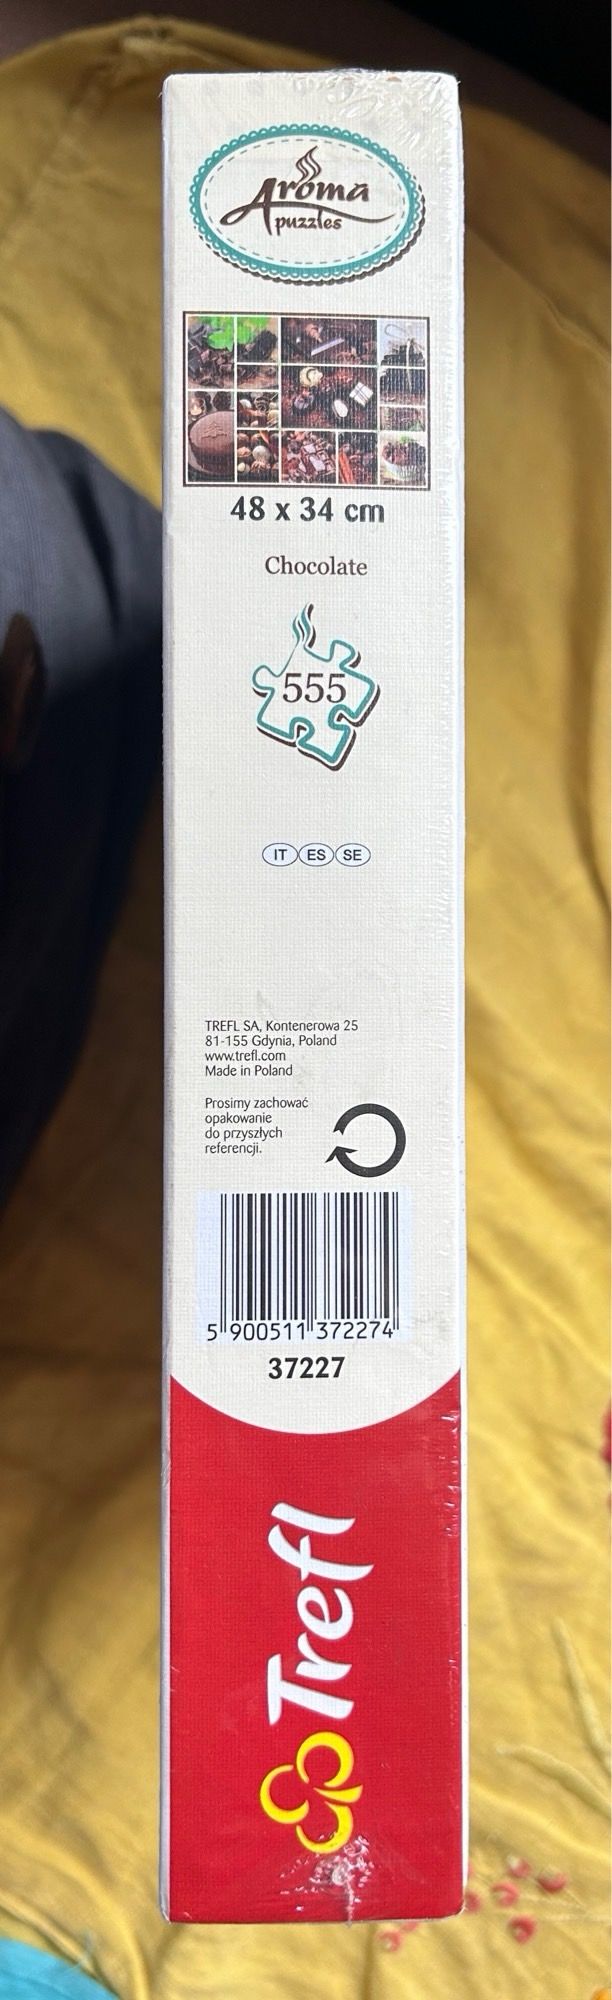 Aroma
puzzles
48 x 34 cm
Chocolate
555
IT ES SE
TREFL SA, Kontenerowa 25
81-155 Gdynia, Poland
www.trefl.com
Made in Poland
Prosimy zachować
opakowanie
do przyszłych
referencji.
5 900511 372274
37227
Trefl